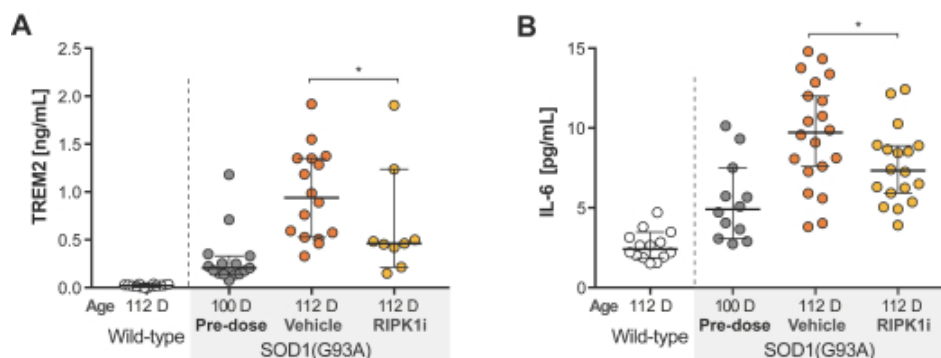 A
TREM2 [ng/mL]
2.5
2.0
1.5
1.0
0.5
0.0
*
Age 112 D 100 D 112 D 112 D
Wild-type Pre-dose Vehicle RIPK1i
SOD1(G93A)
B
IL-6 [pg/mL]
15
10
5
0
*
Age 112 D 100 D 112 D 112 D
Wild-type Pre-dose Vehicle RIPK1i
SOD1(G93A)